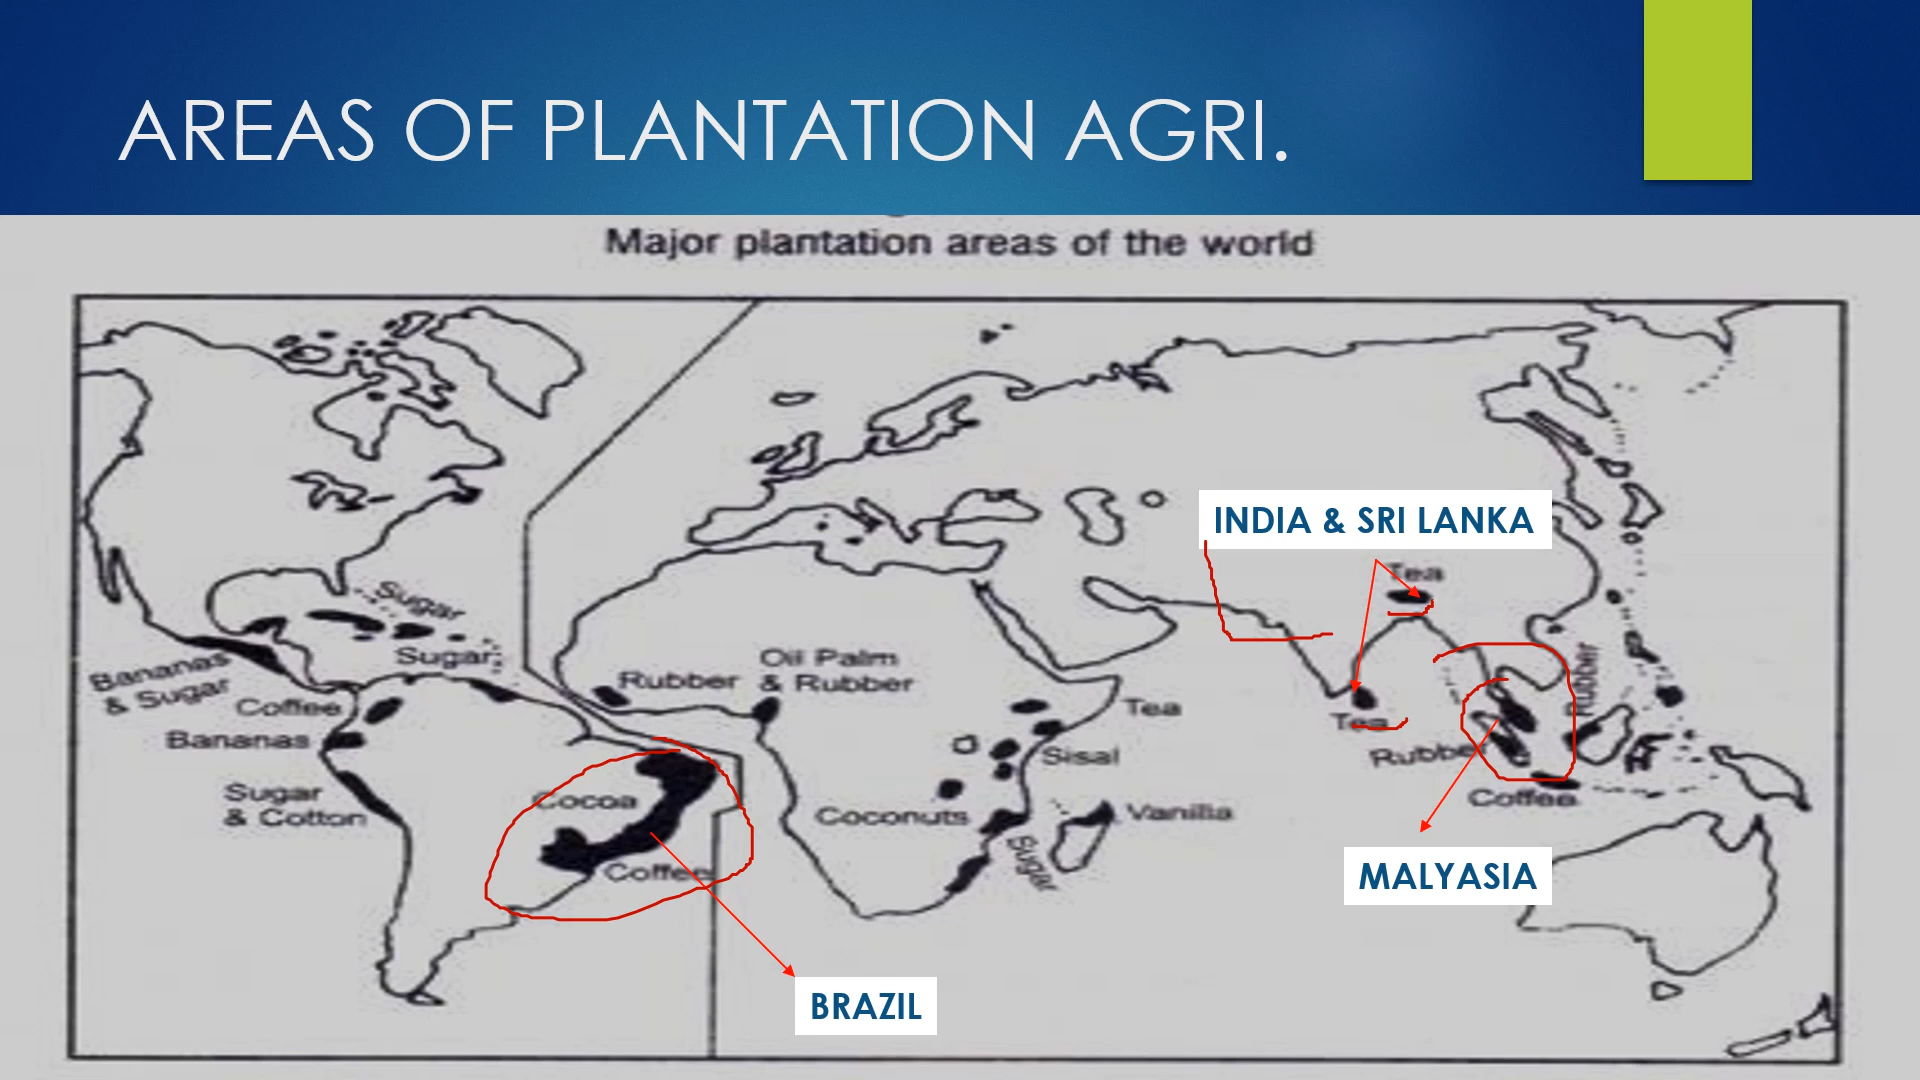 AREAS OF PLANTATION AGRI.
Major plantation areas of the world
INDIA & SRI LANKA
Tea
Sugar
Sugar
Bananas
& Sugar
Coffee
Bananas
Sugar
& Cotton
Cocoa
Coffee
Rubber
Oil Palm
& Rubber
Tea
Sisal
Coconuts
Vanilla
Sugar
Tea
Rubber
Rubber
Coffee
MALYASIA
BRAZIL